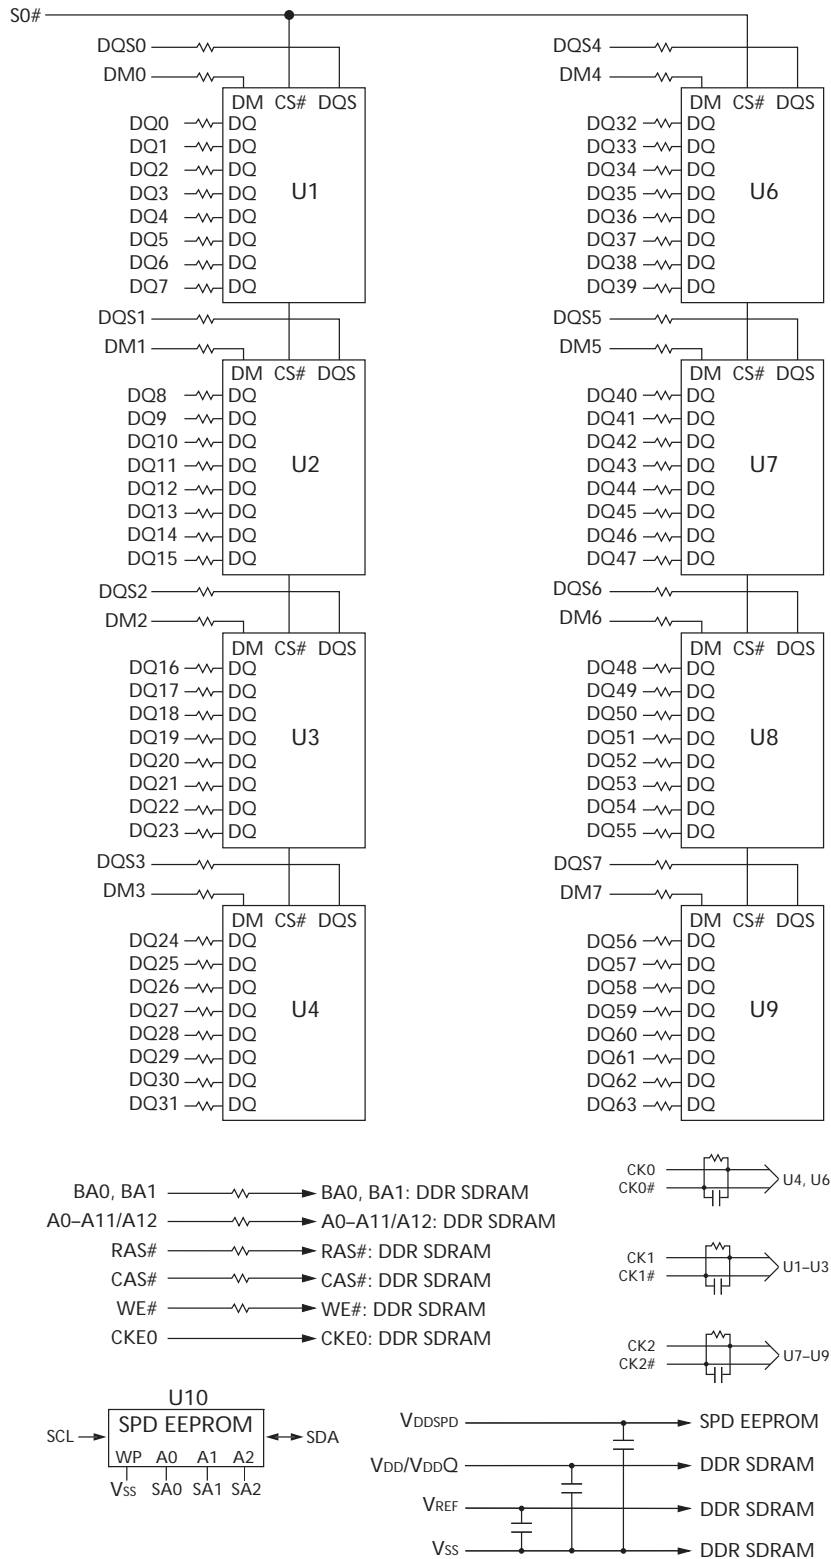 S0#
DQS0
DM0
DM CS# DQS
DQ0 DQ
DQ1 DQ
DQ2 DQ
DQ3 DQ
DQ4 DQ
DQ5 DQ
DQ6 DQ
DQ7 DQ
U1
DQS1
DM1
DM CS# DQS
DQ8 DQ
DQ9 DQ
DQ10 DQ
DQ11 DQ
DQ12 DQ
DQ13 DQ
DQ14 DQ
DQ15 DQ
U2
DQS2
DM2
DM CS# DQS
DQ16 DQ
DQ17 DQ
DQ18 DQ
DQ19 DQ
DQ20 DQ
DQ21 DQ
DQ22 DQ
DQ23 DQ
U3
DQS3
DM3
DM CS# DQS
DQ24 DQ
DQ25 DQ
DQ26 DQ
DQ27 DQ
DQ28 DQ
DQ29 DQ
DQ30 DQ
DQ31 DQ
U4
DQS4
DM4
DM CS# DQS
DQ32 DQ
DQ33 DQ
DQ34 DQ
DQ35 DQ
DQ36 DQ
DQ37 DQ
DQ38 DQ
DQ39 DQ
U6
DQS5
DM5
DM CS# DQS
DQ40 DQ
DQ41 DQ
DQ42 DQ
DQ43 DQ
DQ44 DQ
DQ45 DQ
DQ46 DQ
DQ47 DQ
U7
DQS6
DM6
DM CS# DQS
DQ48 DQ
DQ49 DQ
DQ50 DQ
DQ51 DQ
DQ52 DQ
DQ53 DQ
DQ54 DQ
DQ55 DQ
U8
DQS7
DM7
DM CS# DQS
DQ56 DQ
DQ57 DQ
DQ58 DQ
DQ59 DQ
DQ60 DQ
DQ61 DQ
DQ62 DQ
DQ63 DQ
U9
BA0, BA1 BA0, BA1: DDR SDRAM
A0–A11/A12 A0–A11/A12: DDR SDRAM
RAS# RAS#: DDR SDRAM
CAS# CAS#: DDR SDRAM
WE# WE#: DDR SDRAM
CKE0 CKE0: DDR SDRAM
CK0
CK0#
U4, U6
CK1
CK1#
U1–U3
CK2
CK2#
U7–U9
U10
SPD EEPROM
SCL
SDA
WP A0 A1 A2
VSS SA0 SA1 SA2
VDDSPD SPD EEPROM
VDD/VDDQ DDR SDRAM
VREF DDR SDRAM
VSS DDR SDRAM